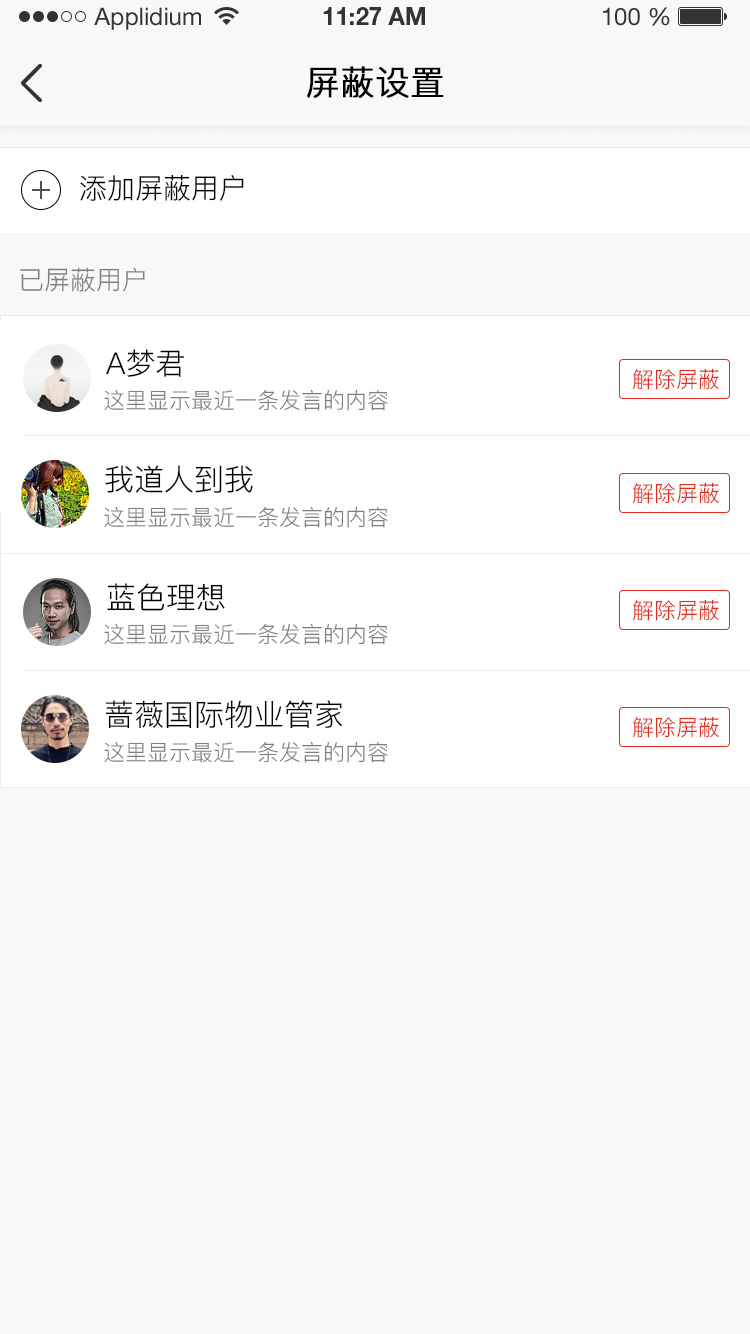 Applidium 11:27 AM 100 %
屏蔽设置
添加屏蔽用户
已屏蔽用户
A梦君
这里显示最近一条发言的内容
解除屏蔽
我道人到我
这里显示最近一条发言的内容
解除屏蔽
蓝色理想
这里显示最近一条发言的内容
解除屏蔽
蔷薇国际物业管家
这里显示最近一条发言的内容
解除屏蔽